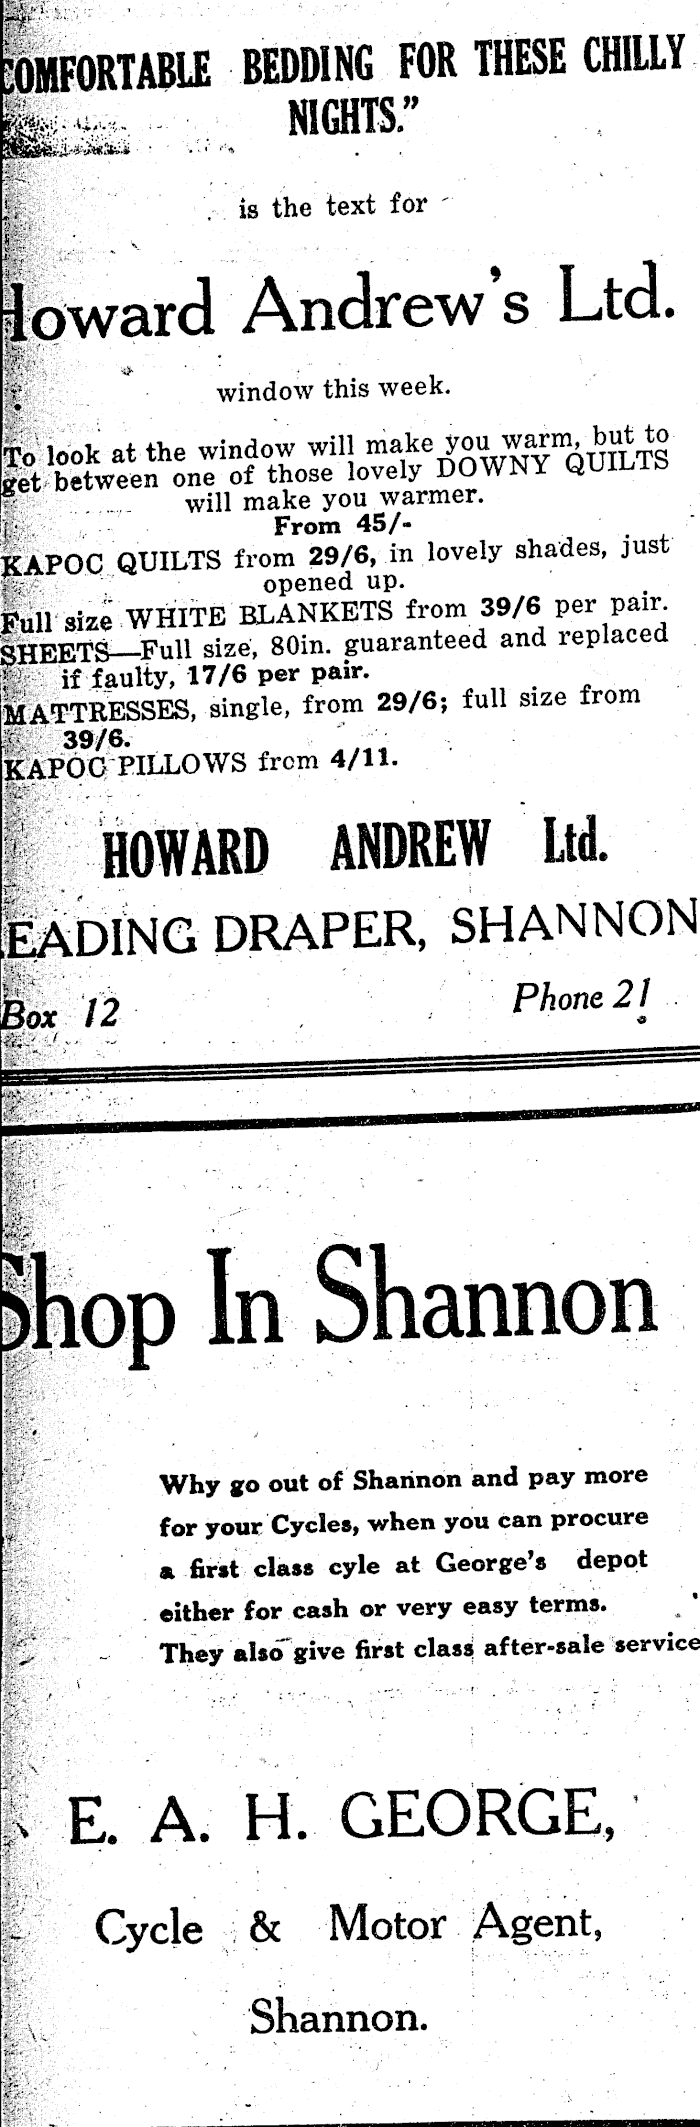 COMFORTABLE BEDDING FOR THESE CHILLY
NIGHTS.”
is the text for
Howard Andrew's Ltd.
window this week.
To look at the window will make you warm, but to
get between one of those lovely DOWNY QUILTS
will make you warmer.
From 45/-
KAPOC QUILTS from 29/6, in lovely shades, just
opened up.
Full size WHITE BLANKETS from 39/6 per pair.
SHEETS—Full size, 80in. guaranteed and replaced
if faulty, 17/6 per pair.
MATTRESSES, single, from 29/6; full size from
39/6.
KAPOC PILLOWS from 4/11.
HOWARD ANDREW Ltd.
EADING DRAPER, SHANNON
Box 12 Phone 21
Shop In Shannon
Why go out of Shannon and pay more
for your Cycles, when you can procure
a first class cyle at George's depot
either for cash or very easy terms.
They also give first class after-sale service
E. A. H. GEORGE,
Cycle & Motor Agent,
Shannon.